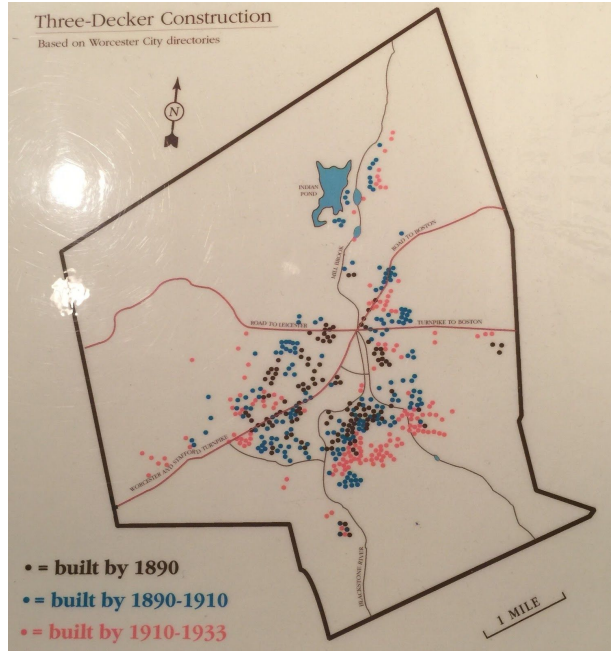 Three-Decker Construction
Based on Worcester City directories
N
INDIAN
POND
MILL BROOK
ROAD TO BOSTON
ROAD TO LEICESTER
TURNPIKE TO BOSTON
WORCESTER AND STAFFORD TURNPIKE
BLACKSTONE RIVER
1 MILE
• = built by 1890
• = built by 1890-1910
• = built by 1910-1933